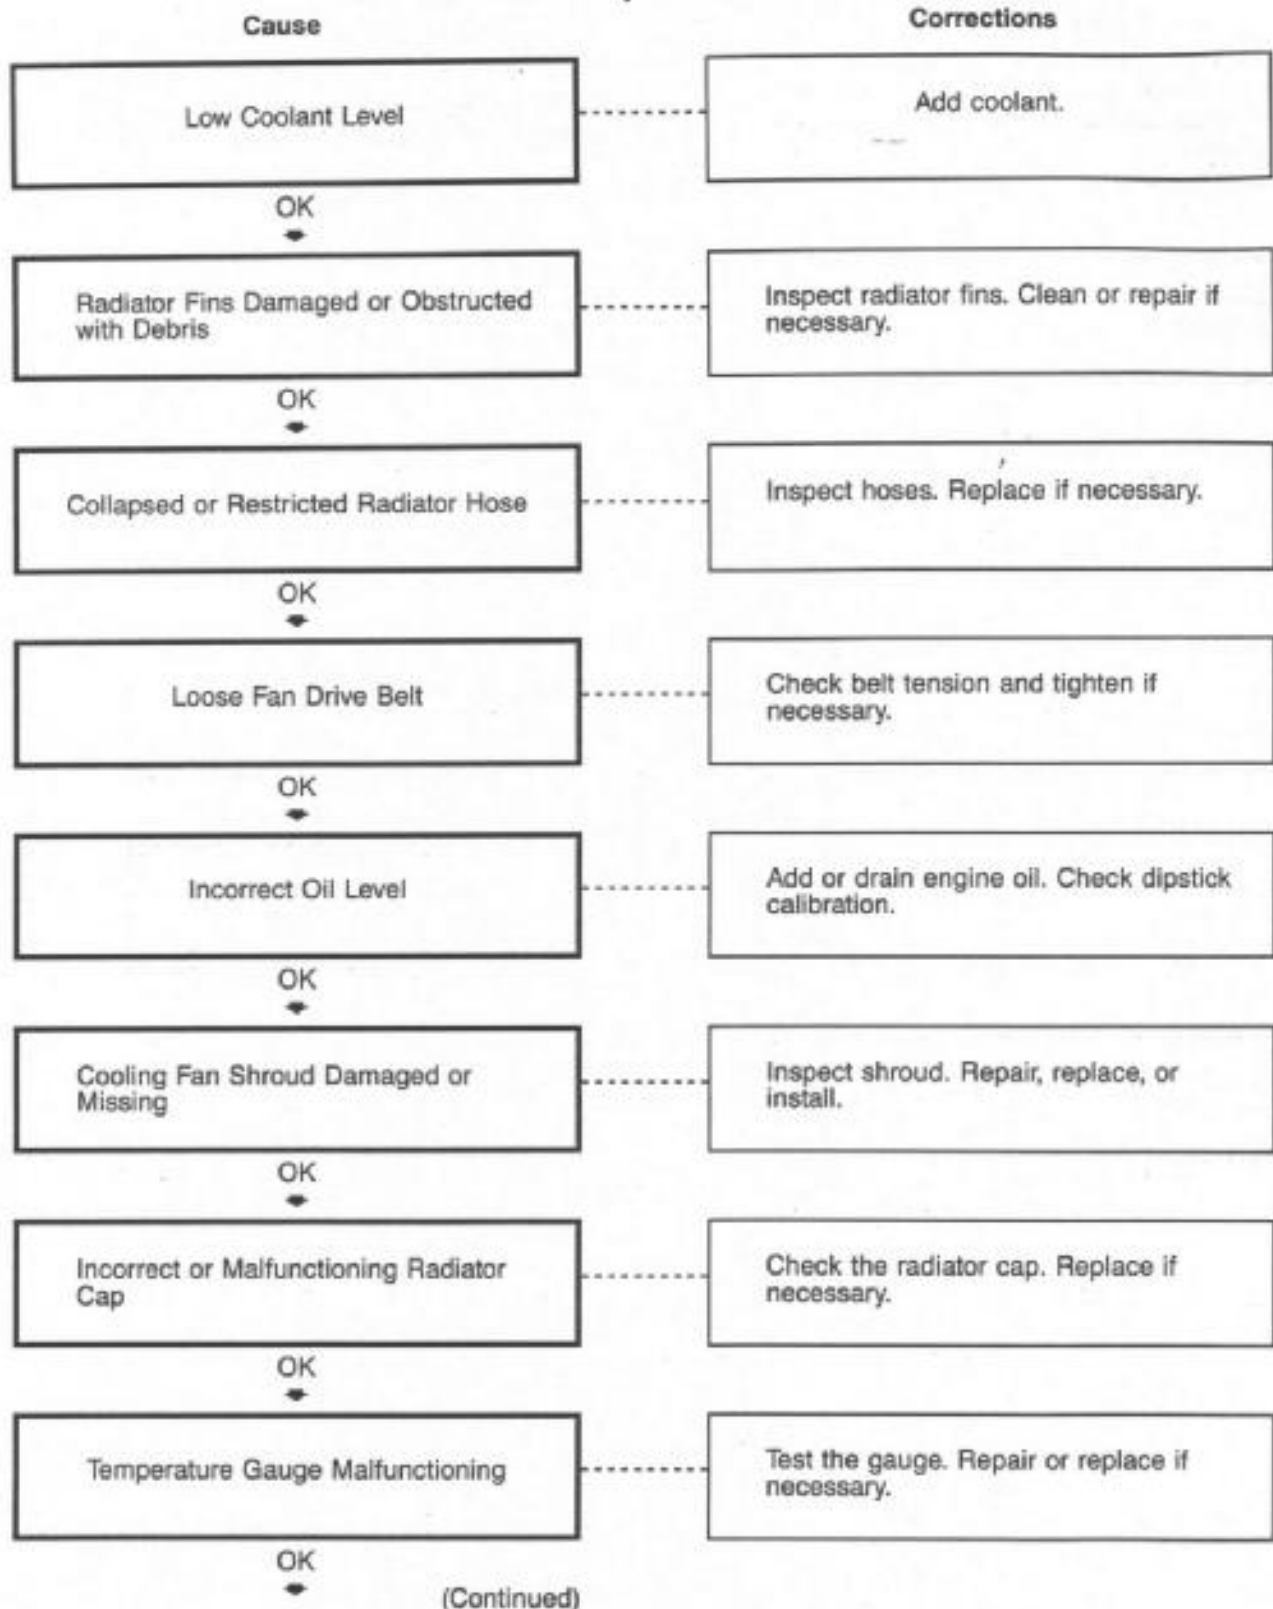 Cause
Corrections
Low Coolant Level
Add coolant.
OK
Radiator Fins Damaged or Obstructed
with Debris
Inspect radiator fins. Clean or repair if
necessary.
OK
Collapsed or Restricted Radiator Hose
Inspect hoses. Replace if necessary.
OK
Loose Fan Drive Belt
Check belt tension and tighten if
necessary.
OK
Incorrect Oil Level
Add or drain engine oil. Check dipstick
calibration.
OK
Cooling Fan Shroud Damaged or
Missing
Inspect shroud. Repair, replace, or
install.
OK
Incorrect or Malfunctioning Radiator
Cap
Check the radiator cap. Replace if
necessary.
OK
Temperature Gauge Malfunctioning
Test the gauge. Repair or replace if
necessary.
OK
(Continued)